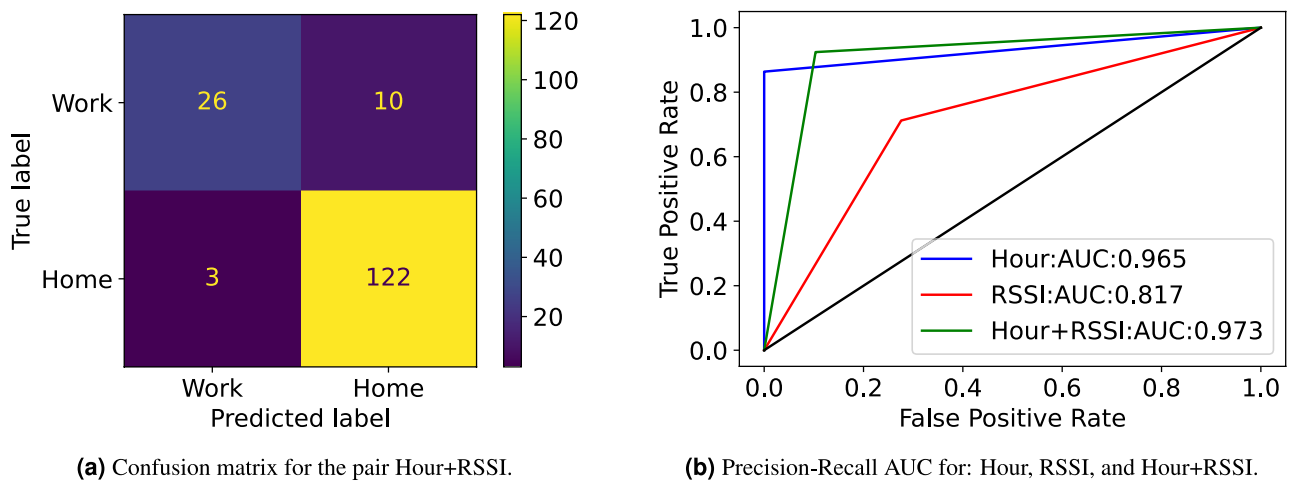 Work
Home
True label
26
10
3
122
Work
Home
Predicted label
120
100
80
60
40
20
(a) Confusion matrix for the pair Hour+RSSI.
True Positive Rate
1.0
0.8
0.6
0.4
0.2
0.0
Hour:AUC:0.965
RSSI:AUC:0.817
Hour+RSSI:AUC:0.973
0.0 0.2 0.4 0.6 0.8 1.0
False Positive Rate
(b) Precision-Recall AUC for: Hour, RSSI, and Hour+RSSI.